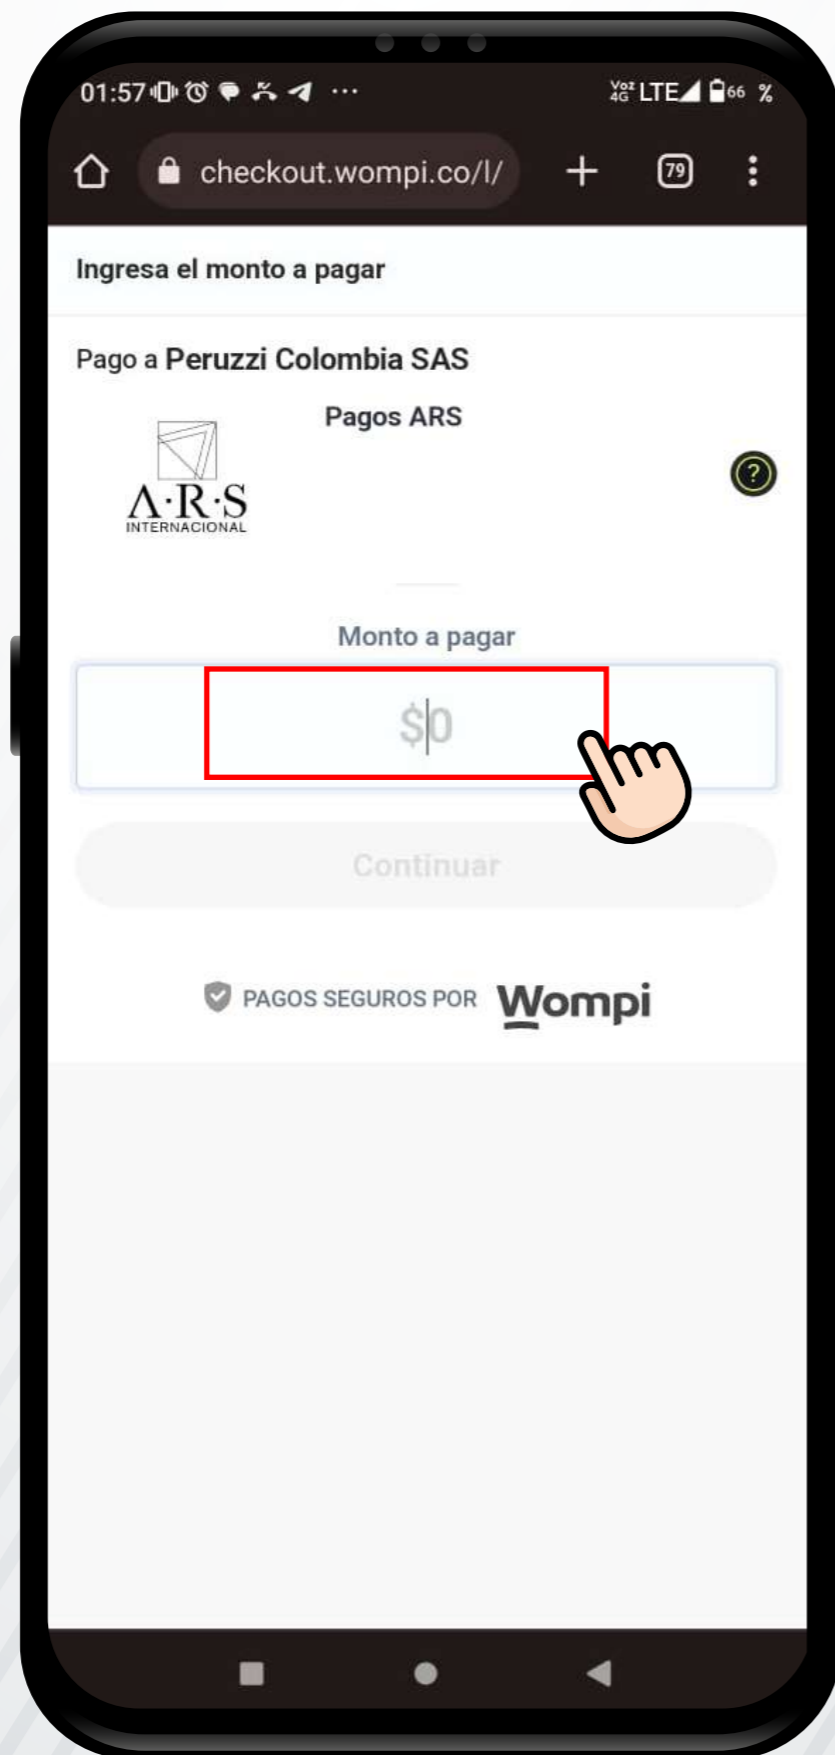 01:57 ... Voz 4G LTE 66 %
checkout.wompi.co/l/ 79
Ingresa el monto a pagar
Pago a Peruzzi Colombia SAS
Pagos ARS
Λ·R·S
INTERNACIONAL
?
Monto a pagar
$0
Continuar
PAGOS SEGUROS POR Wompi